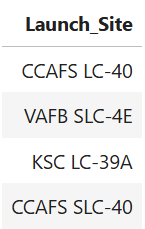 Launch_Site
CCAFS LC-40
VAFB SLC-4E
KSC LC-39A
CCAFS SLC-40